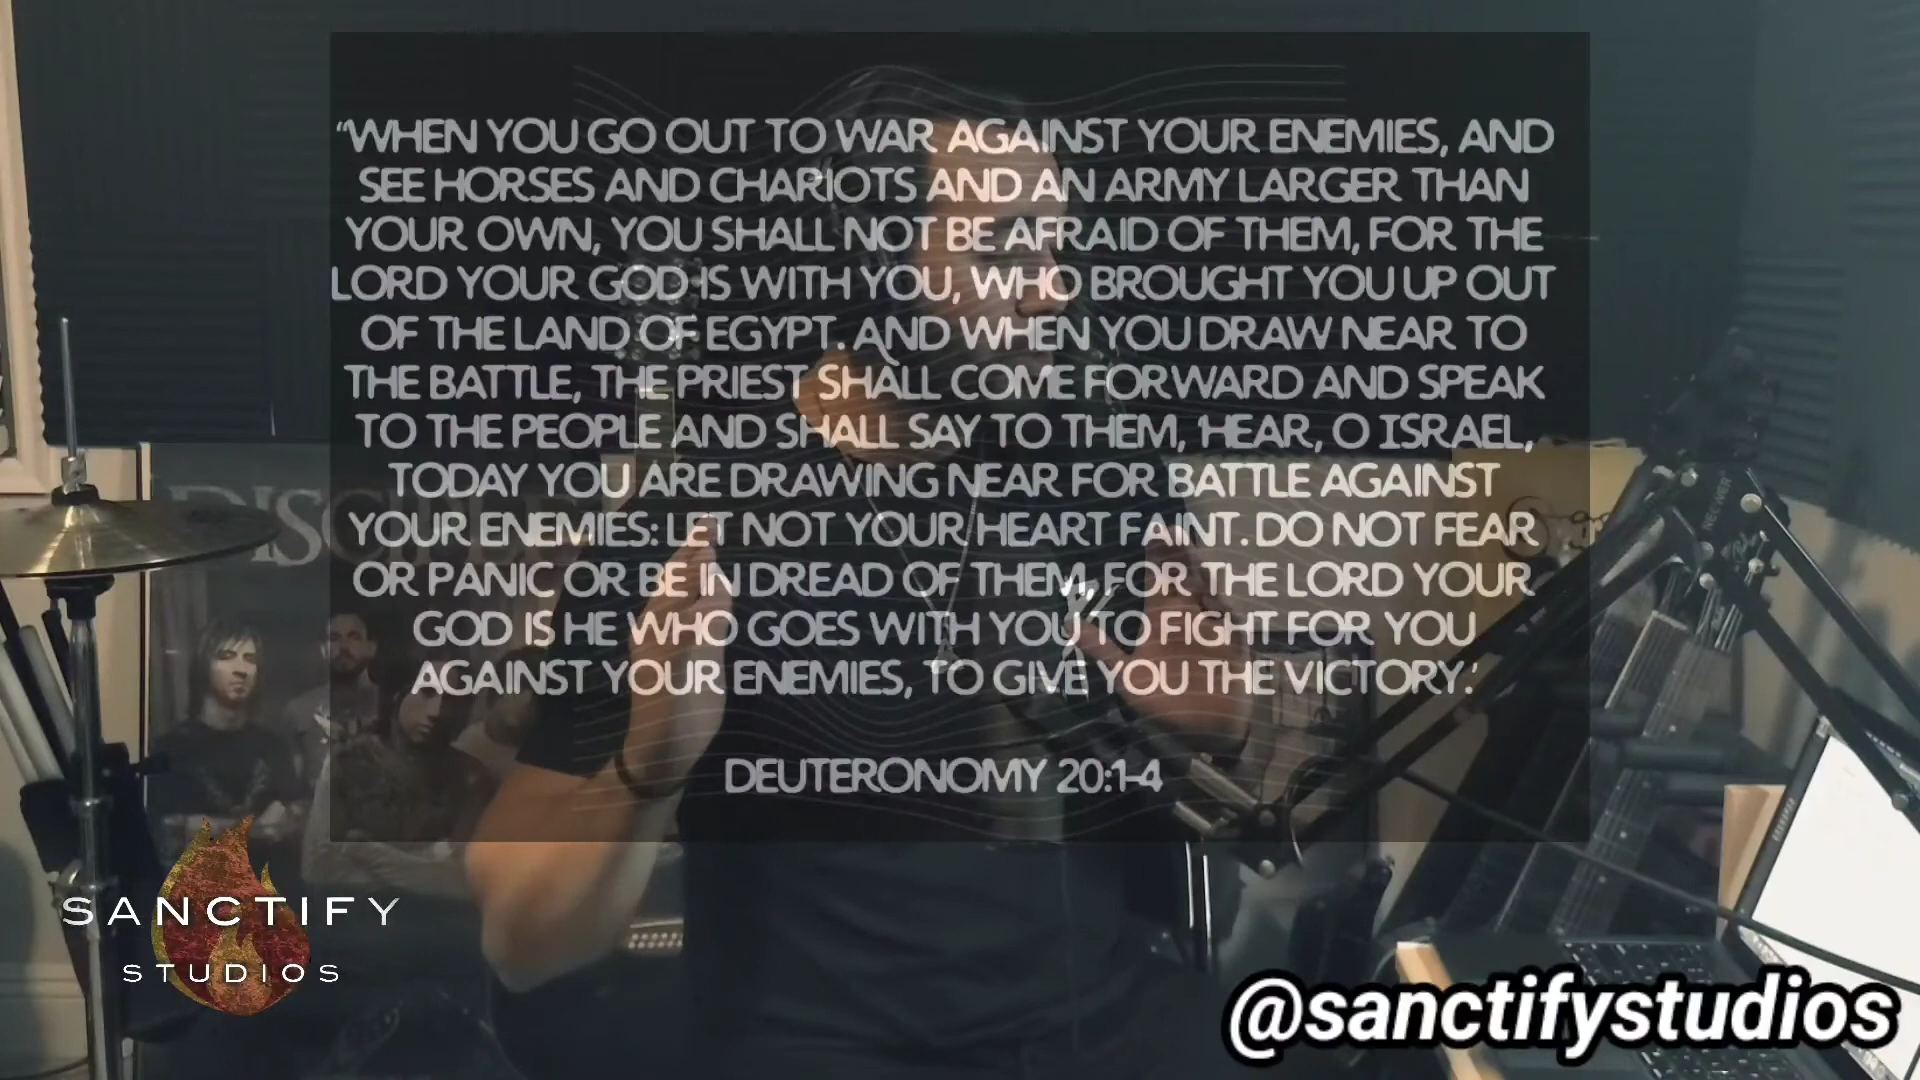 “WHEN YOU GO OUT TO WAR AGAINST YOUR ENEMIES, AND
SEE HORSES AND CHARIOTS AND AN ARMY LARGER THAN
YOUR OWN, YOU SHALL NOT BE AFRAID OF THEM, FOR THE
LORD YOUR GOD IS WITH YOU, WHO BROUGHT YOU UP OUT
OF THE LAND OF EGYPT. AND WHEN YOU DRAW NEAR TO
THE BATTLE, THE PRIEST SHALL COME FORWARD AND SPEAK
TO THE PEOPLE AND SHALL SAY TO THEM, ‘HEAR, O ISRAEL,
TODAY YOU ARE DRAWING NEAR FOR BATTLE AGAINST
YOUR ENEMIES: LET NOT YOUR HEART FAINT. DO NOT FEAR
OR PANIC OR BE IN DREAD OF THEM, FOR THE LORD YOUR
GOD IS HE WHO GOES WITH YOU TO FIGHT FOR YOU
AGAINST YOUR ENEMIES, TO GIVE YOU THE VICTORY.’
DEUTERONOMY 20:1-4
NEEWER
SANCTIFY
STUDIOS
@sanctifystudios